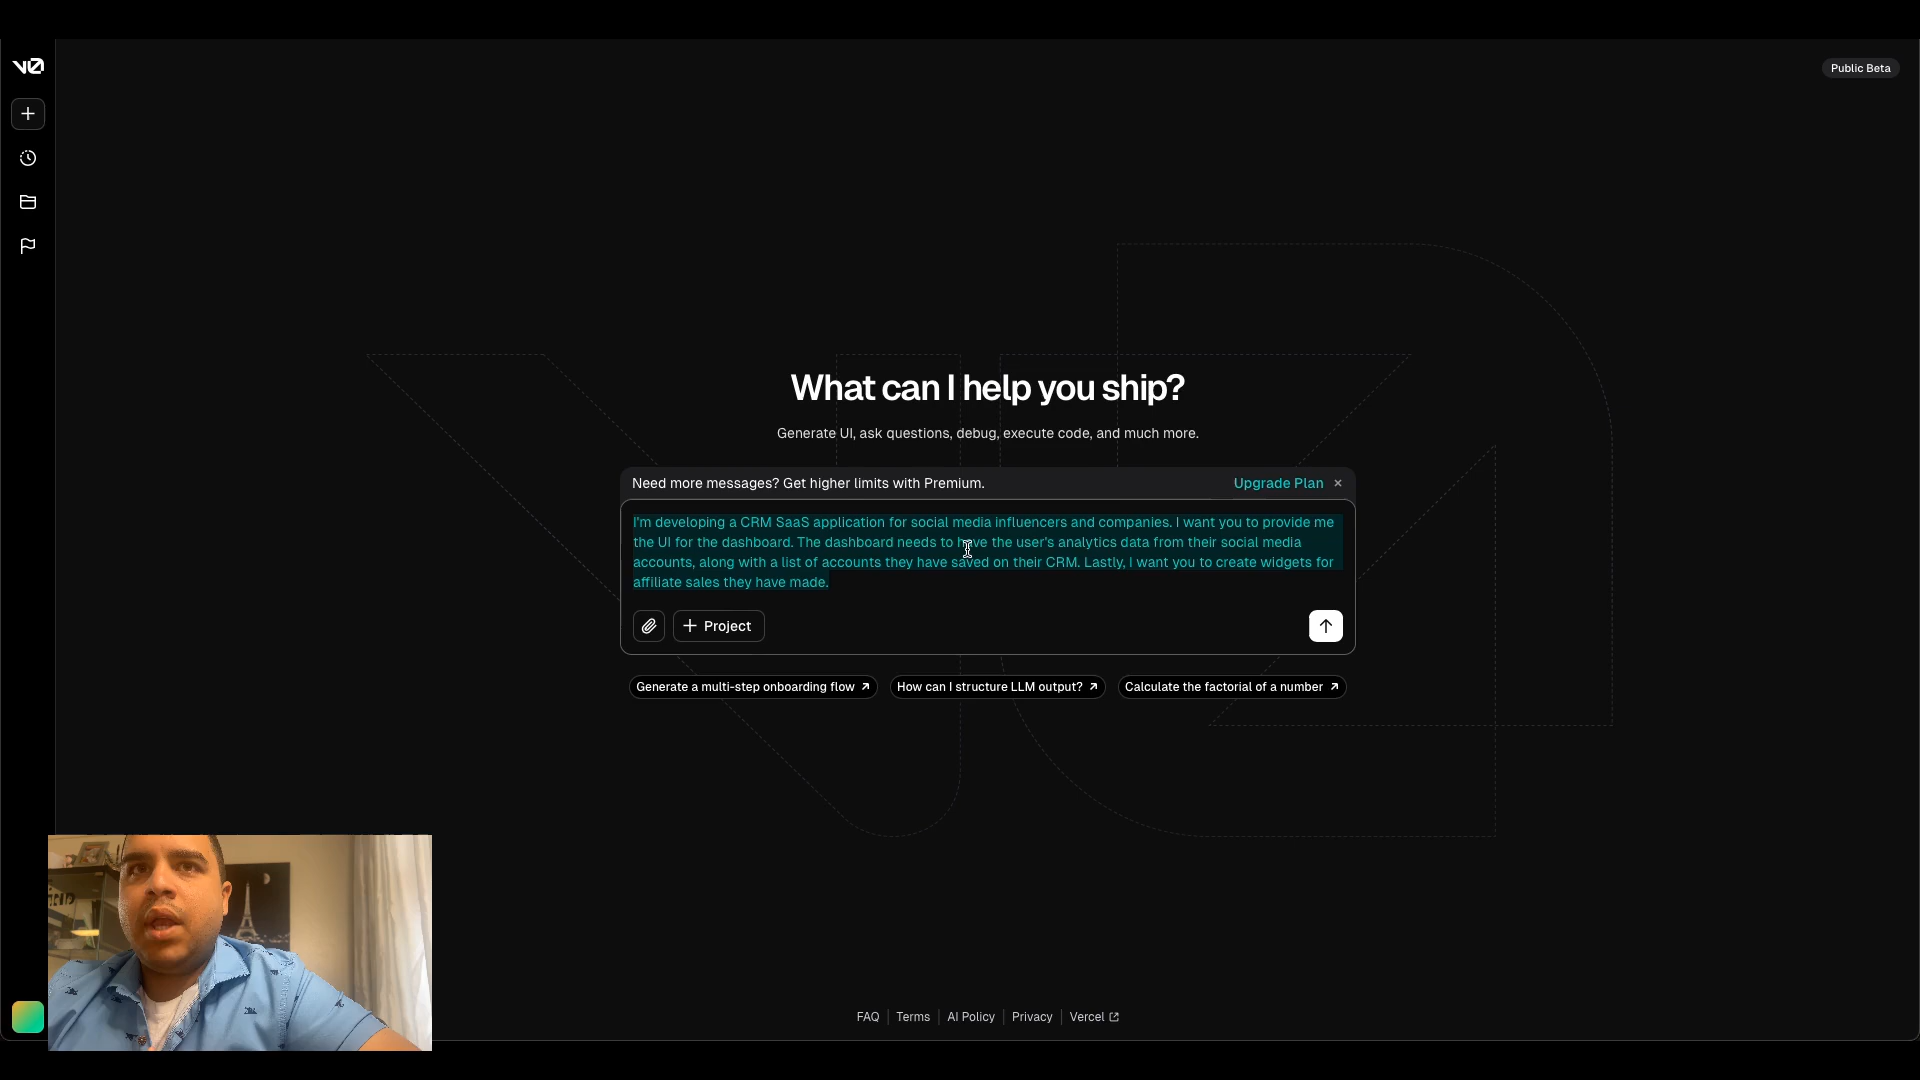 v0
Public Beta
What can I help you ship?
Generate UI, ask questions, debug, execute code, and much more.
Need more messages? Get higher limits with Premium.
Upgrade Plan
I'm developing a CRM SaaS application for social media influencers and companies. I want you to provide me
the UI for the dashboard. The dashboard needs to have the user's analytics data from their social media
accounts, along with a list of accounts they have saved on their CRM. Lastly, I want you to create widgets for
affiliate sales they have made.
Project
Generate a multi-step onboarding flow
How can I structure LLM output?
Calculate the factorial of a number
FAQ
Terms
AI Policy
Privacy
Vercel